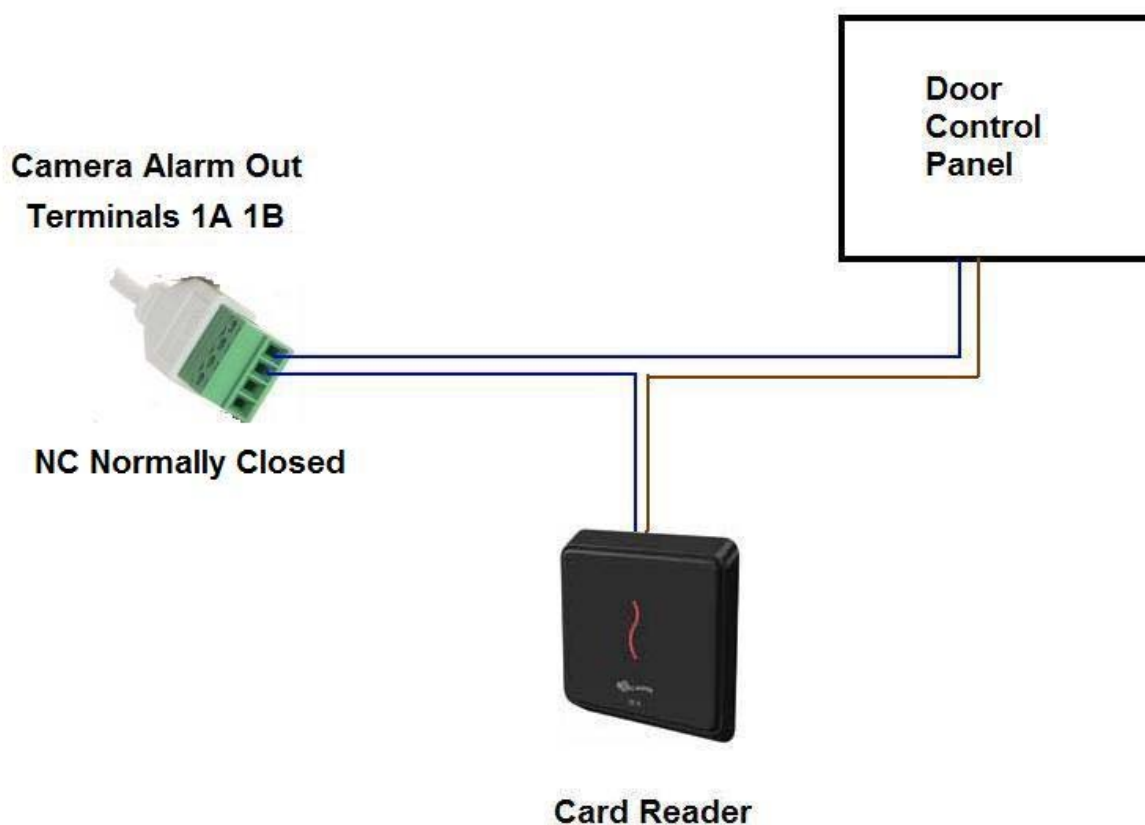 Door
Control
Panel
Camera Alarm Out
Terminals 1A 1B
NC Normally Closed
Card Reader